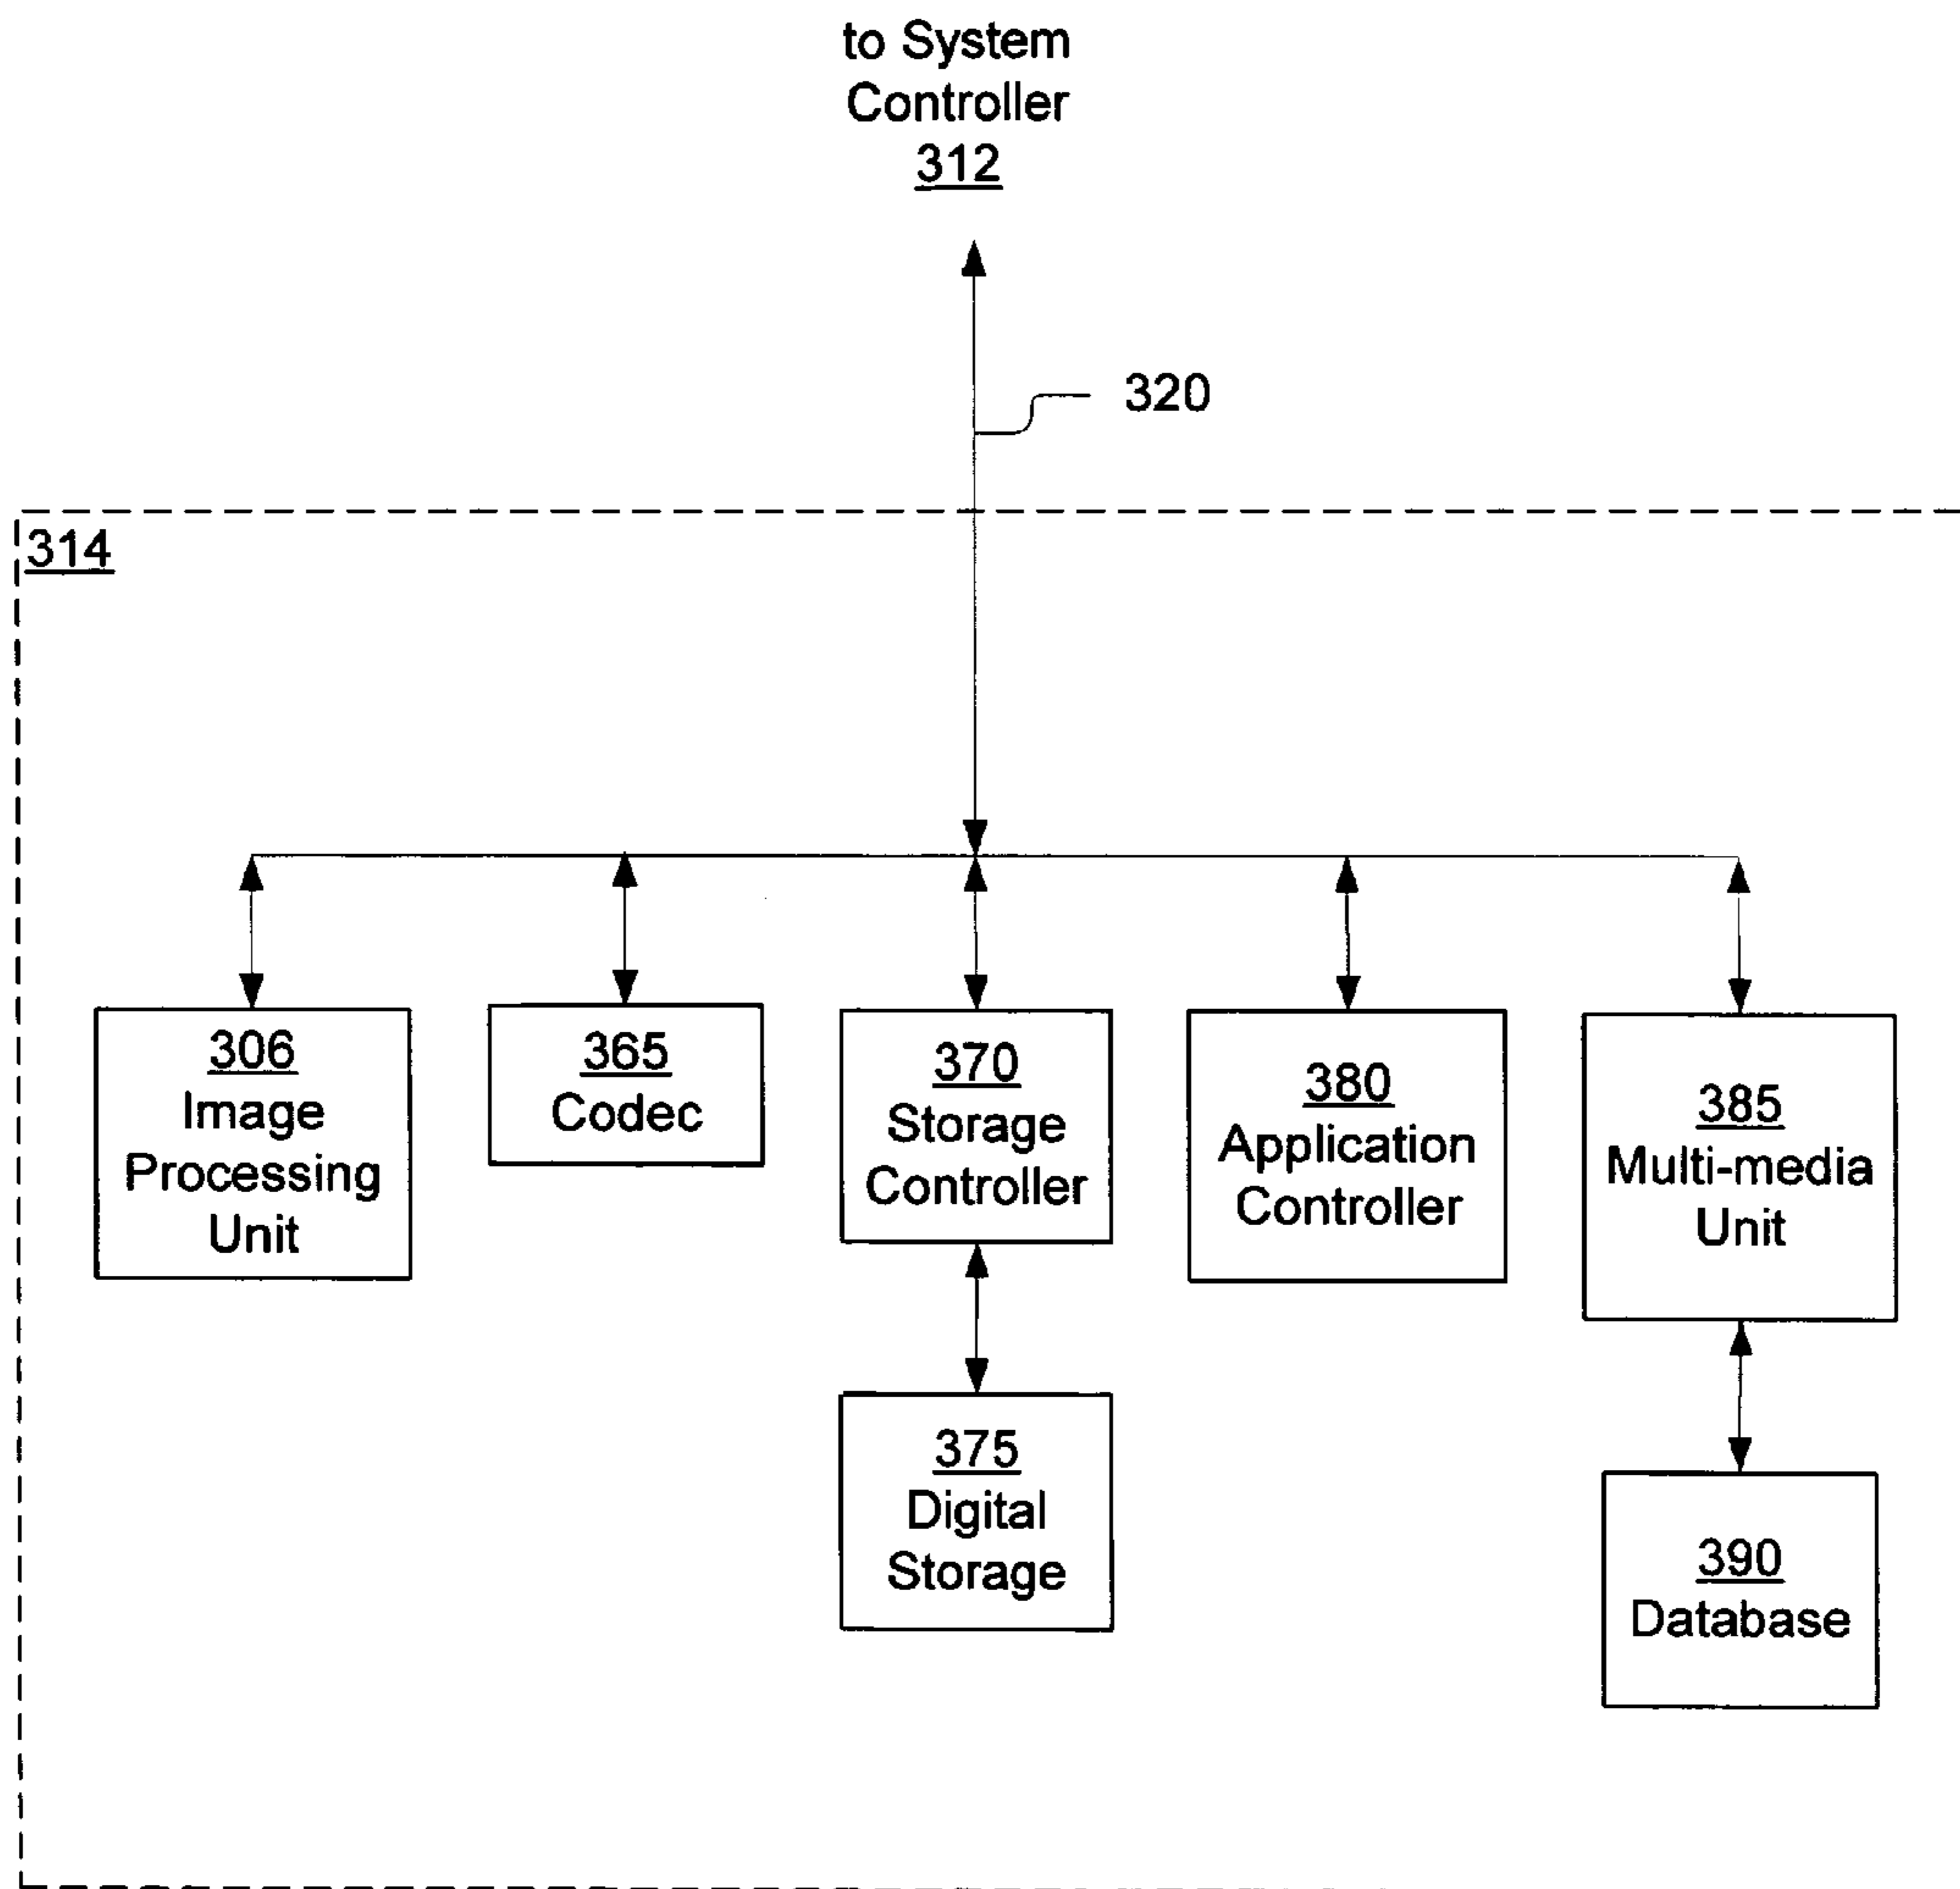 to System
Controller
312
320
314
306
Image
Processing
Unit
365
Codec
370
Storage
Controller
380
Application
Controller
385
Multi-media
Unit
375
Digital
Storage
390
Database